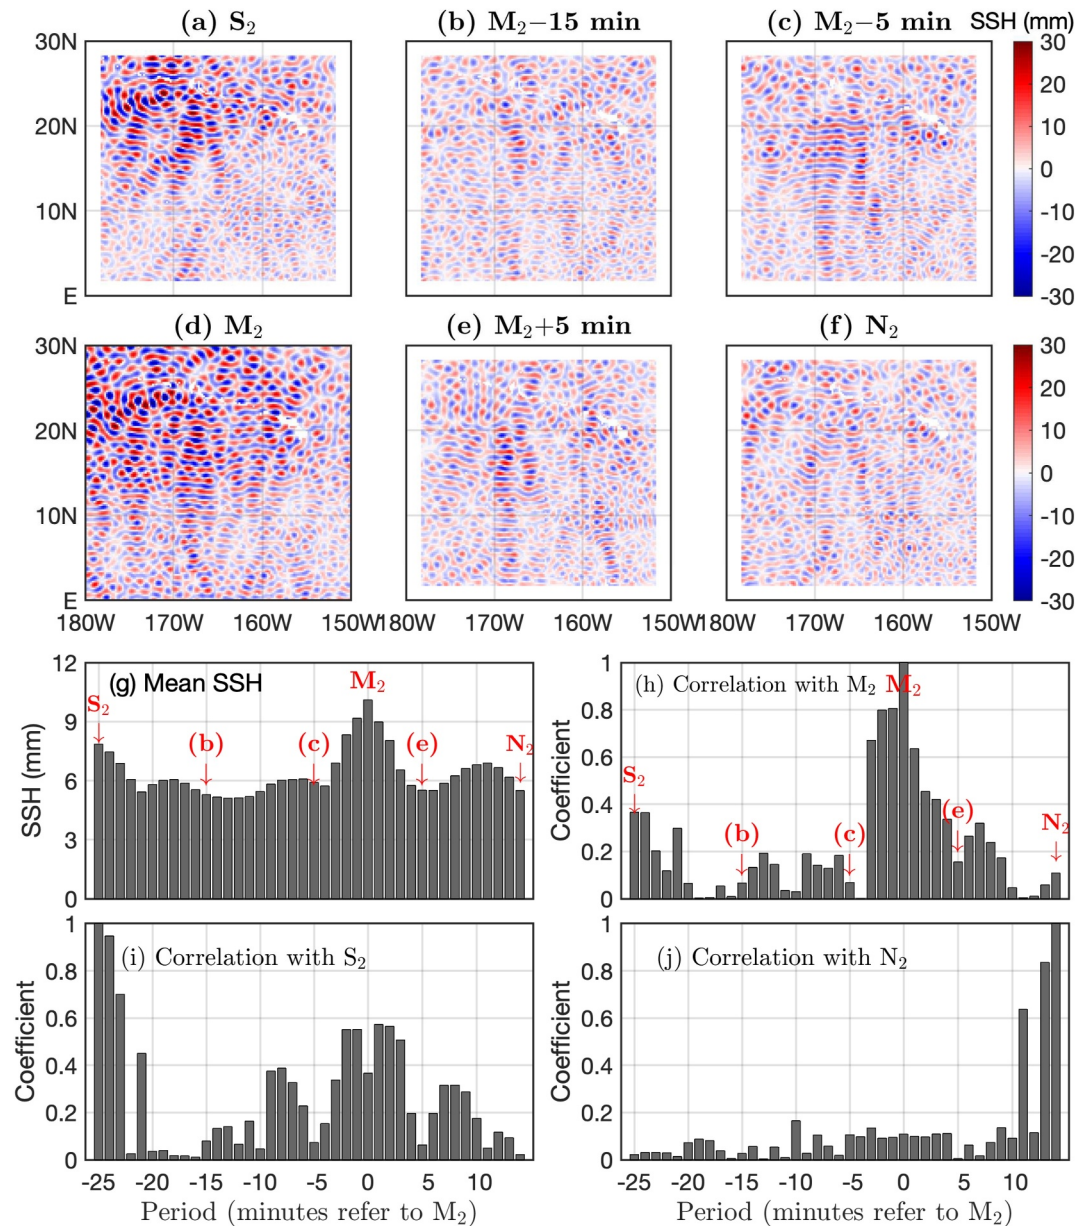 (a) S₂
(b) M₂−15 min
(c) M₂−5 min
SSH (mm)
30N
20N
10N
E
30
20
10
0
-10
-20
-30
(d) M₂
(e) M₂+5 min
(f) N₂
30N
20N
10N
E
180W 170W 160W 150W
180W 170W 160W 150W
180W 170W 160W 150W
30
20
10
0
-10
-20
-30
(g) Mean SSH
M₂
S₂
(b)
(c)
(e)
N₂
12
9
6
3
0
SSH (mm)
(h) Correlation with M₂
M₂
S₂
(b)
(c)
(e)
N₂
1
0.8
0.6
0.4
0.2
0
Coefficient
(i) Correlation with S₂
1
0.8
0.6
0.4
0.2
0
Coefficient
-25 -20 -15 -10 -5 0 5 10
Period (minutes refer to M₂)
(j) Correlation with N₂
1
0.8
0.6
0.4
0.2
0
Coefficient
-25 -20 -15 -10 -5 0 5 10
Period (minutes refer to M₂)